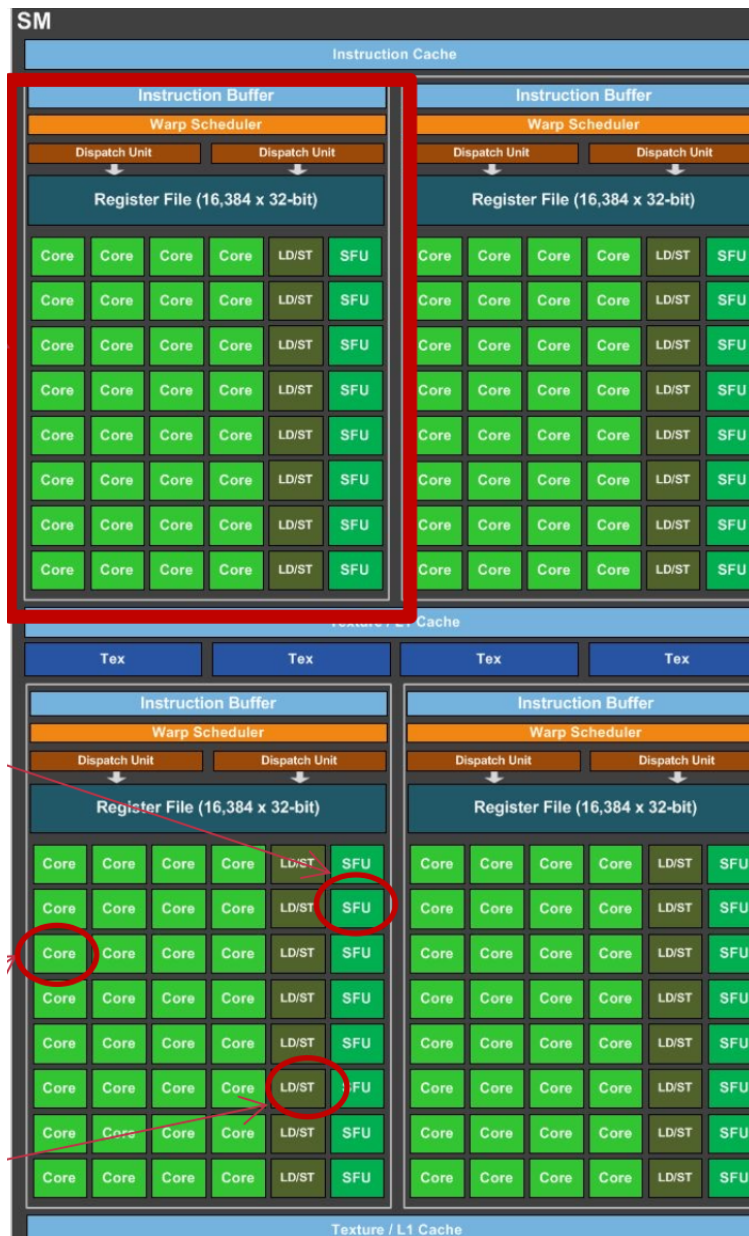 SM
Instruction Cache
Instruction Buffer Instruction Buffer
Warp Scheduler Warp Scheduler
Dispatch Unit Dispatch Unit Dispatch Unit Dispatch Unit
Register File (16,384 x 32-bit) Register File (16,384 x 32-bit)
Core Core Core Core LD/ST SFU Core Core Core Core LD/ST SFU
Core Core Core Core LD/ST SFU Core Core Core Core LD/ST SFU
Core Core Core Core LD/ST SFU Core Core Core Core LD/ST SFU
Core Core Core Core LD/ST SFU Core Core Core Core LD/ST SFU
Core Core Core Core LD/ST SFU Core Core Core Core LD/ST SFU
Core Core Core Core LD/ST SFU Core Core Core Core LD/ST SFU
Core Core Core Core LD/ST SFU Core Core Core Core LD/ST SFU
Core Core Core Core LD/ST SFU Core Core Core Core LD/ST SFU
Texture / L1 Cache
Tex Tex Tex Tex
Instruction Buffer Instruction Buffer
Warp Scheduler Warp Scheduler
Dispatch Unit Dispatch Unit Dispatch Unit Dispatch Unit
Register File (16,384 x 32-bit) Register File (16,384 x 32-bit)
Core Core Core Core LD/ST SFU Core Core Core Core LD/ST SFU
Core Core Core Core LD/ST SFU Core Core Core Core LD/ST SFU
Core Core Core Core LD/ST SFU Core Core Core Core LD/ST SFU
Core Core Core Core LD/ST SFU Core Core Core Core LD/ST SFU
Core Core Core Core LD/ST SFU Core Core Core Core LD/ST SFU
Core Core Core Core LD/ST SFU Core Core Core Core LD/ST SFU
Core Core Core Core LD/ST SFU Core Core Core Core LD/ST SFU
Core Core Core Core LD/ST SFU Core Core Core Core LD/ST SFU
Texture / L1 Cache